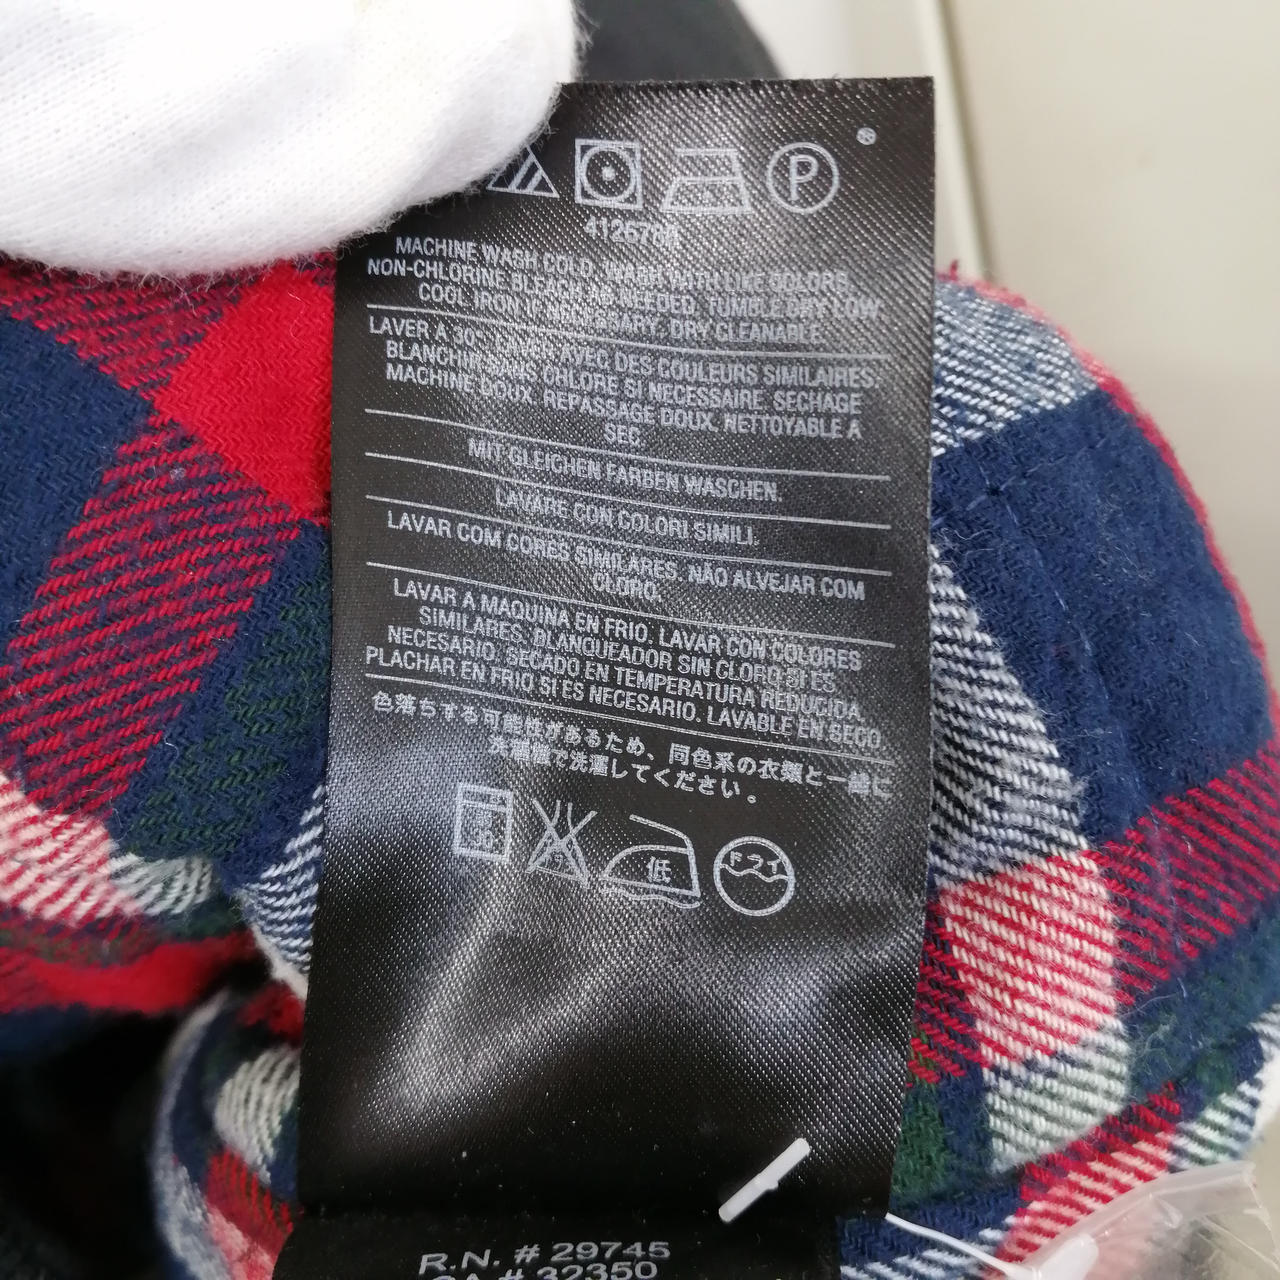 P
MACHINE WASH COLD. WASH WITH LIKE COLORS.
NON-CHLORINE BLEACH IF NEEDED. TUMBLE DRY LOW
COOL IRON IF NECESSARY. DRY CLEANABLE.
LAVER À 30. LAVER AVEC DES COULEURS SIMILAIRES.
BLANCHIR SANS CHLORE SI NECESSAIRE. SECHAGE
MACHINE DOUX. REPASSAGE DOUX. NETTOYABLE A
SEC.
MIT GLEICHEN FARBEN WASCHEN.
LAVARE CON COLORI SIMILI.
LAVAR COM CORES SIMILARES. NÃO ALVEJAR COM
CLORO.
LAVAR A MAQUINA EN FRIO. LAVAR CON COLORES
SIMILARES. BLANQUEADOR SIN CLORO SI ES
NECESARIO. SECADO EN TEMPERATURA REDUCIDA.
PLACHAR EN FRIO SI ES NECESARIO. LAVABLE EN SECO.
色落ちする可能性があるため、同色系の衣類と一緒に
洗濯機で洗濯してください。
低
ドライ
R.N. # 29745
CA # 32350